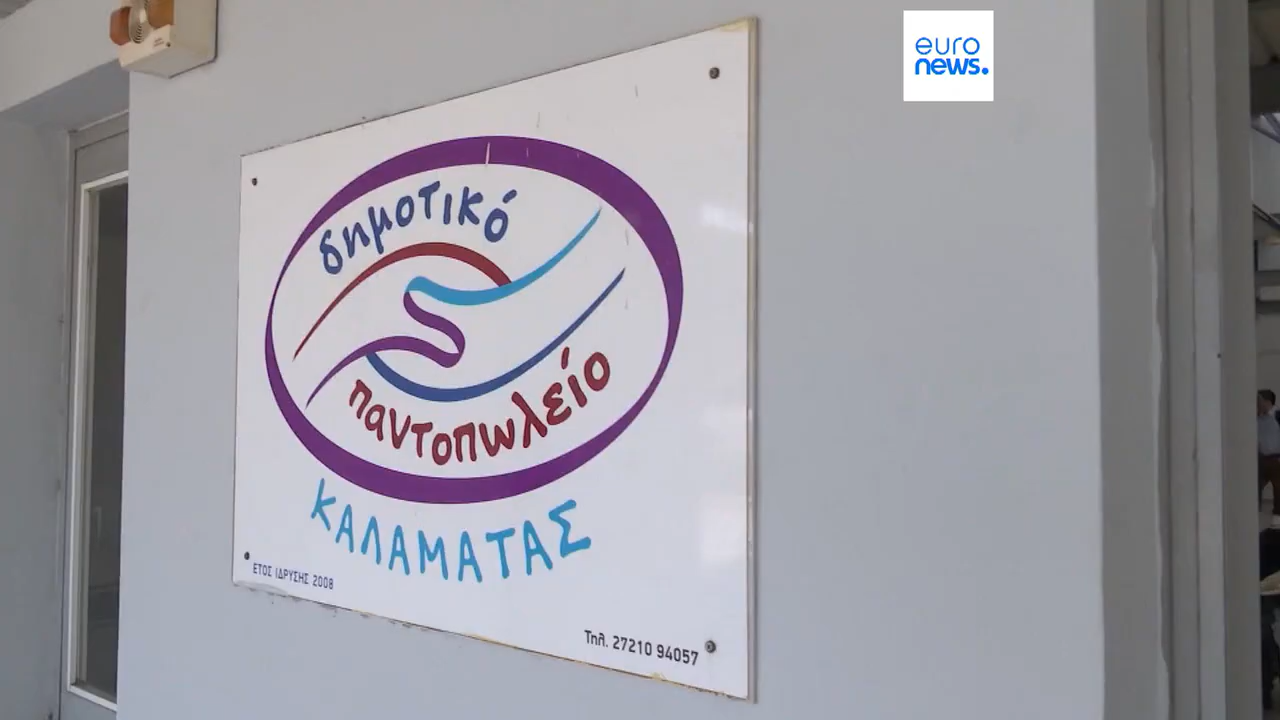 euro
news.
δημοτικό
παντοπωλείο
ΚΑΛΑΜΑΤΑΣ
ΕΤΟΣ ΙΔΡΥΣΗΣ 2008
Τηλ. 27210 94057